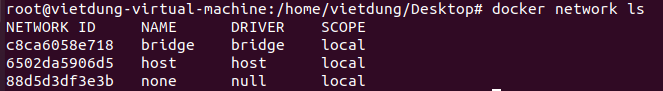 root@vietdung-virtual-machine:/home/vietdung/Desktop# docker network ls
NETWORK ID     NAME      DRIVER    SCOPE
c8ca6058e718   bridge    bridge    local
6502da5906d5   host      host      local
88d5d3df3e3b   none      null      local